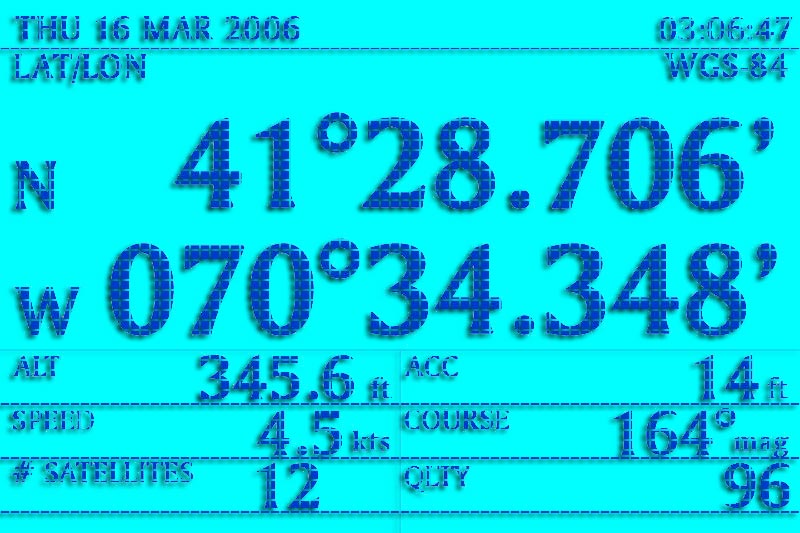 THU 16 MAR 2006 03:06:47
LAT/LON WGS-84
N 41°28.706’
W 070°34.348’
ALT 345.6 ft ACC 14 ft
SPEED 4.5 kts COURSE 164° mag
# SATELLITES 12 QLTY 96